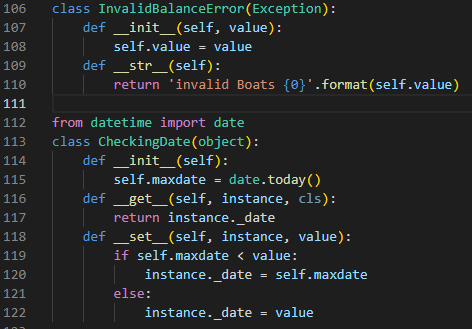 106 class InvalidBalanceError(Exception):
107     def __init__(self, value):
108         self.value = value
109     def __str__(self):
110         return 'invalid Boats {0}'.format(self.value)
111
112 from datetime import date
113 class CheckingDate(object):
114     def __init__(self):
115         self.maxdate = date.today()
116     def __get__(self, instance, cls):
117         return instance._date
118     def __set__(self, instance, value):
119         if self.maxdate < value:
120             instance._date = self.maxdate
121         else:
122             instance._date = value